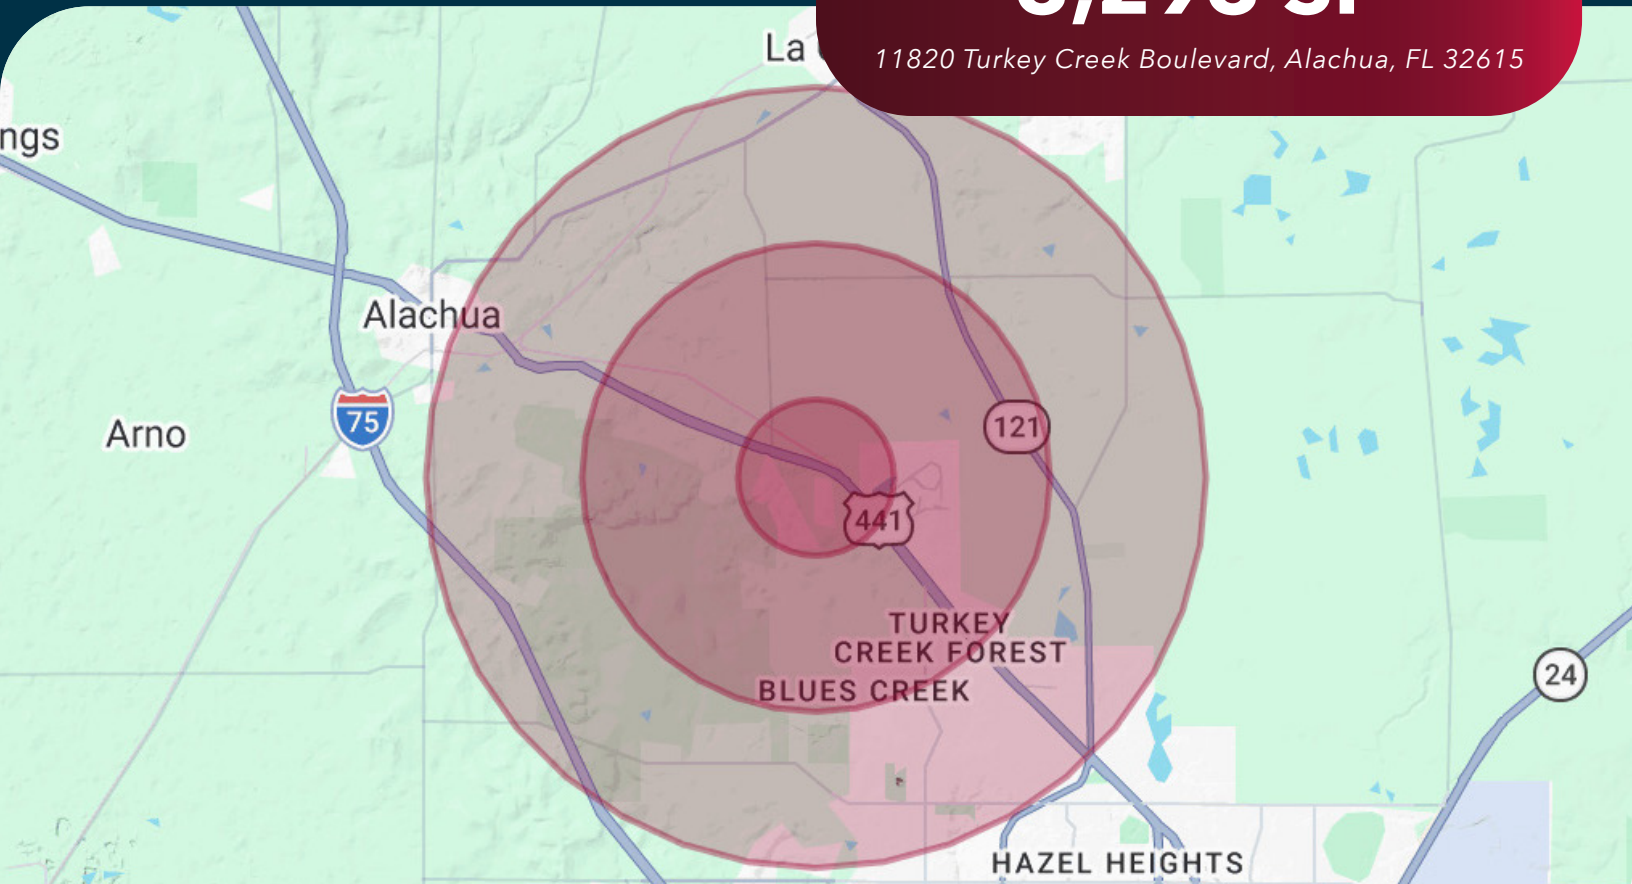 11820 Turkey Creek Boulevard, Alachua, FL 32615
La
ngs
Alachua
75
Arno
121
441
TURKEY
CREEK FOREST
BLUES CREEK
24
HAZEL HEIGHTS